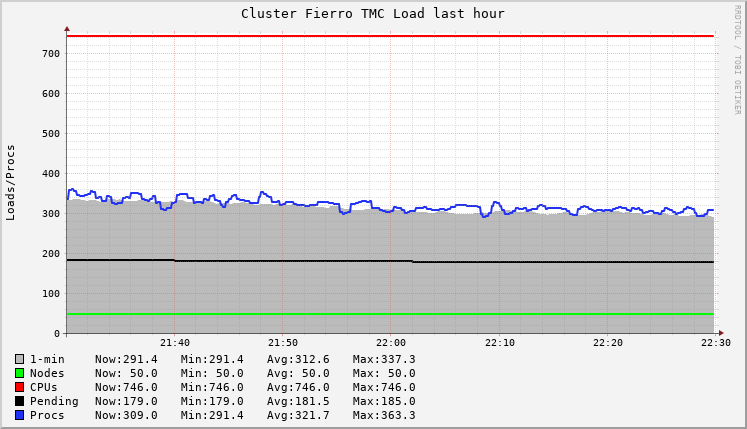 Cluster Fierro TMC Load last hour
RRDTOOL / TOBI OETIKER
Loads/Procs
700
600
500
400
300
200
100
0
21:40 21:50 22:00 22:10 22:20 22:30
1-min Now:291.4 Min:291.4 Avg:312.6 Max:337.3
Nodes Now: 50.0 Min: 50.0 Avg: 50.0 Max: 50.0
CPUs Now:746.0 Min:746.0 Avg:746.0 Max:746.0
Pending Now:179.0 Min:179.0 Avg:181.5 Max:185.0
Procs Now:309.0 Min:291.4 Avg:321.7 Max:363.3